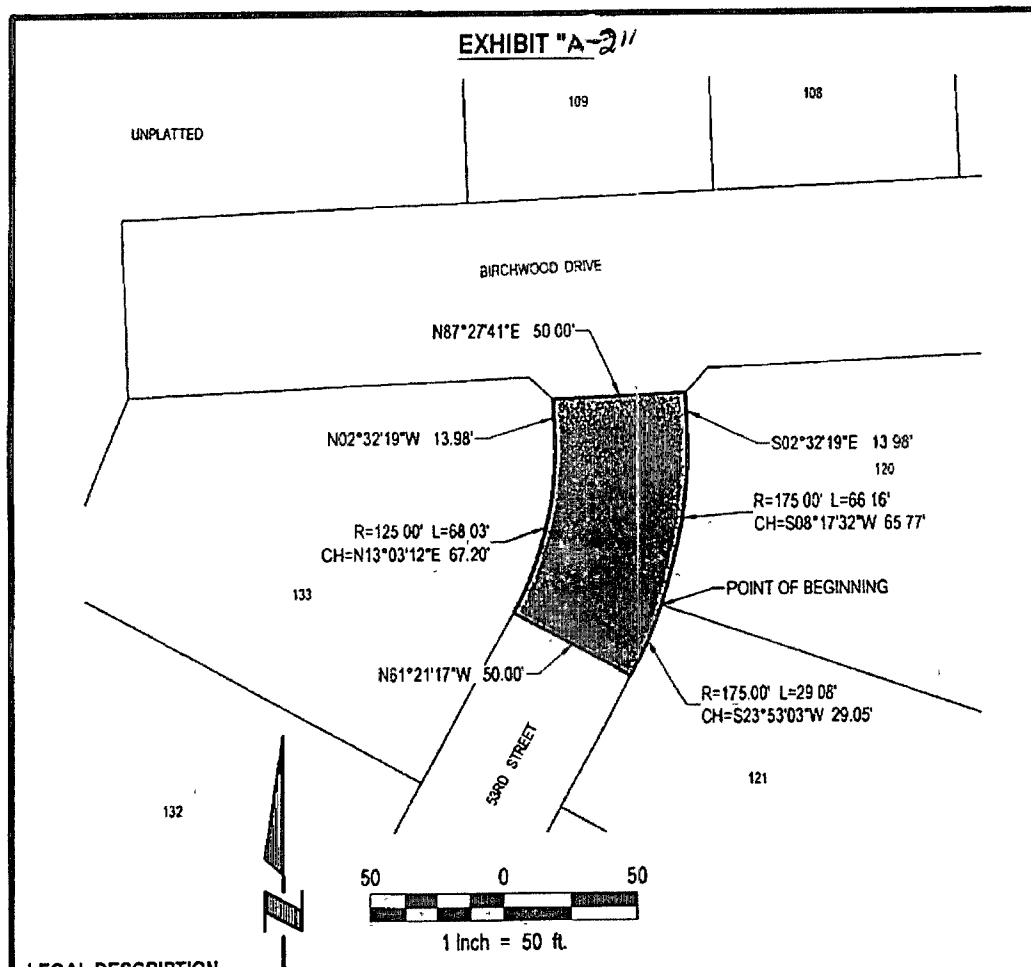 EXHIBIT "A-2"
109
108
UNPLATTED
BIRCHWOOD DRIVE
N87°27'41"E 50 00'
N02°32'19"W 13.98'
S02°32'19"E 13 98'
120
R=175 00' L=66 16'
CH=S08°17'32"W 65 77'
R=125 00' L=68 03'
CH=N13°03'12"E 67.20'
POINT OF BEGINNING
133
N61°21'17"W 50.00'
R=175.00' L=29 08'
CH=S23°53'03"W 29.05'
53RD STREET
121
132
50 0 50
1 Inch = 50 ft.
LEGAL DESCRIPTION